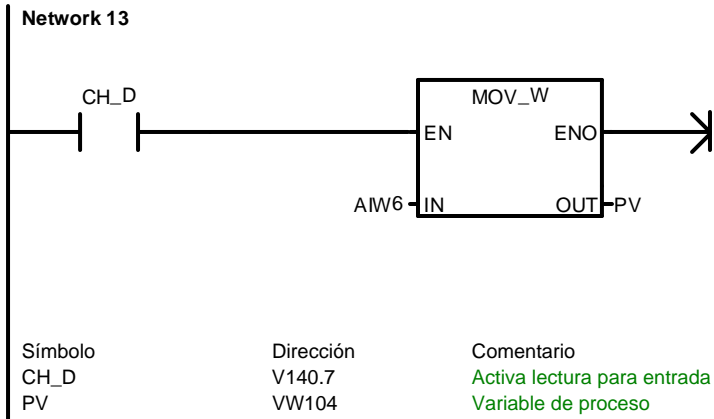 Network 13
CH_D
MOV_W
EN ENO
AIW6 IN OUT PV
Símbolo Dirección Comentario
CH_D V140.7 Activa lectura para entrada
PV VW104 Variable de proceso